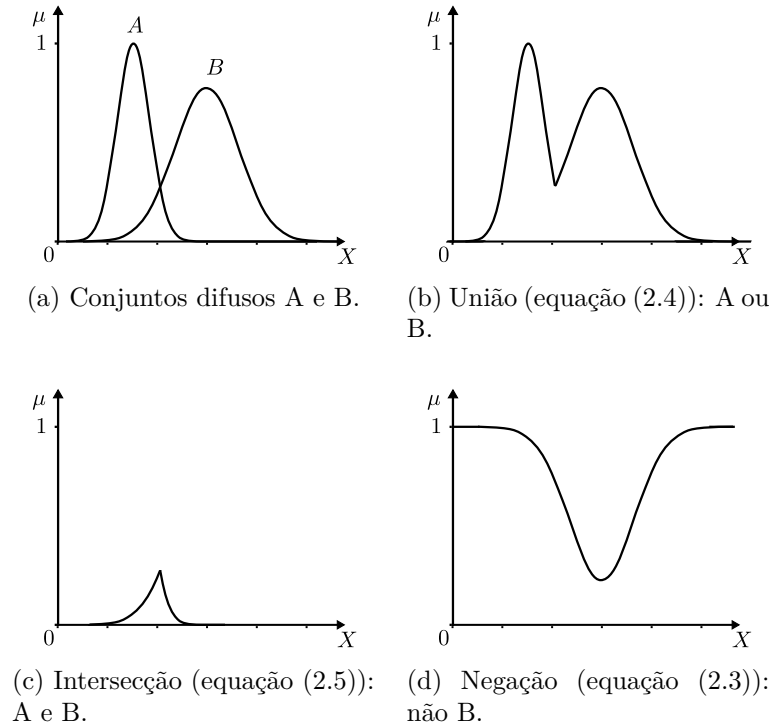 μ
1
A
B
0
X
(a) Conjuntos difusos A e B.
μ
1
0
X
(b) União (equação (2.4)): A ou
B.
μ
1
0
X
(c) Intersecção (equação (2.5)):
A e B.
μ
1
0
X
(d) Negação (equação (2.3)):
não B.